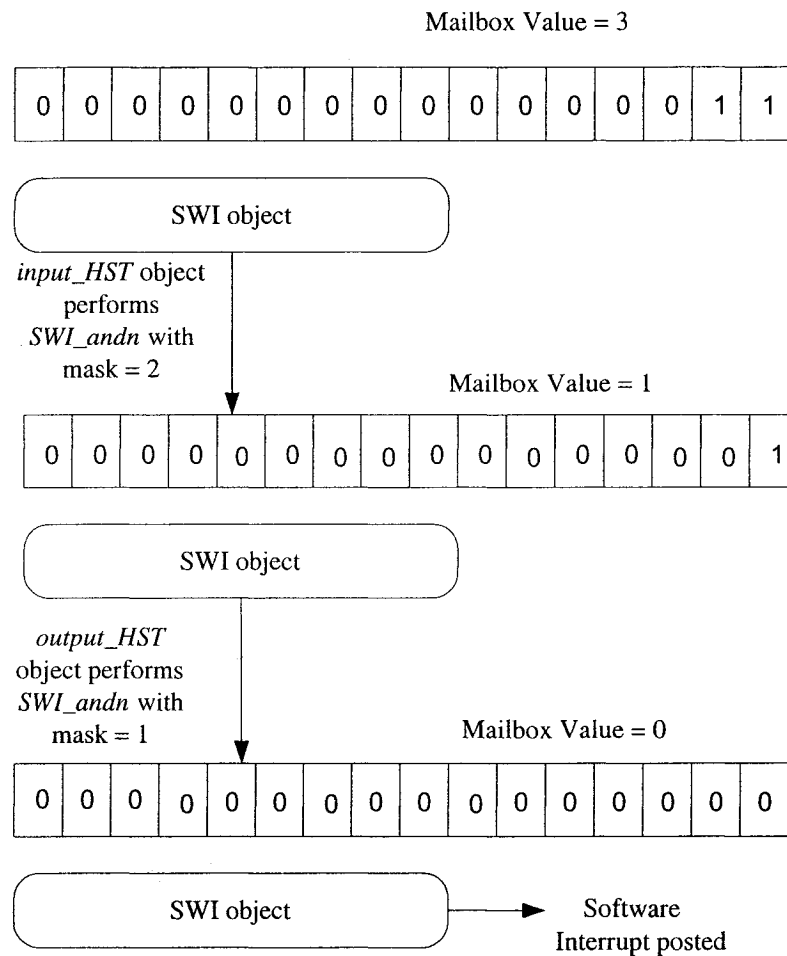 Mailbox Value = 3
0 0 0 0 0 0 0 0 0 0 0 0 0 0 1 1
SWI object
input_HST object
performs
SWI_andn with
mask = 2
Mailbox Value = 1
0 0 0 0 0 0 0 0 0 0 0 0 0 0 0 1
SWI object
output_HST
object performs
SWI_andn with
mask = 1
Mailbox Value = 0
0 0 0 0 0 0 0 0 0 0 0 0 0 0 0 0
SWI object
Software
Interrupt posted